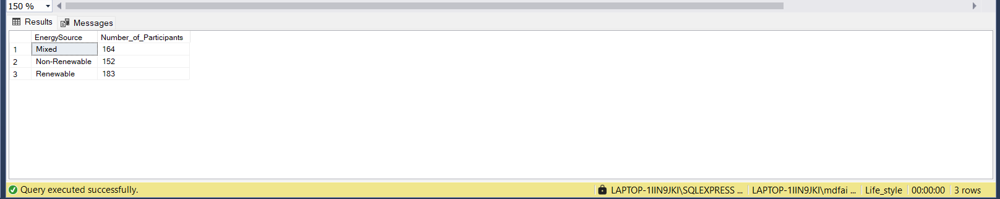 150 %
Results Messages
EnergySource Number_of_Participants
1 Mixed 164
2 Non-Renewable 152
3 Renewable 183
Query executed successfully. LAPTOP-1IIN9JKI\SQLEXPRESS ... LAPTOP-1IIN9JKI\mdfai ... Life_style 00:00:00 3 rows